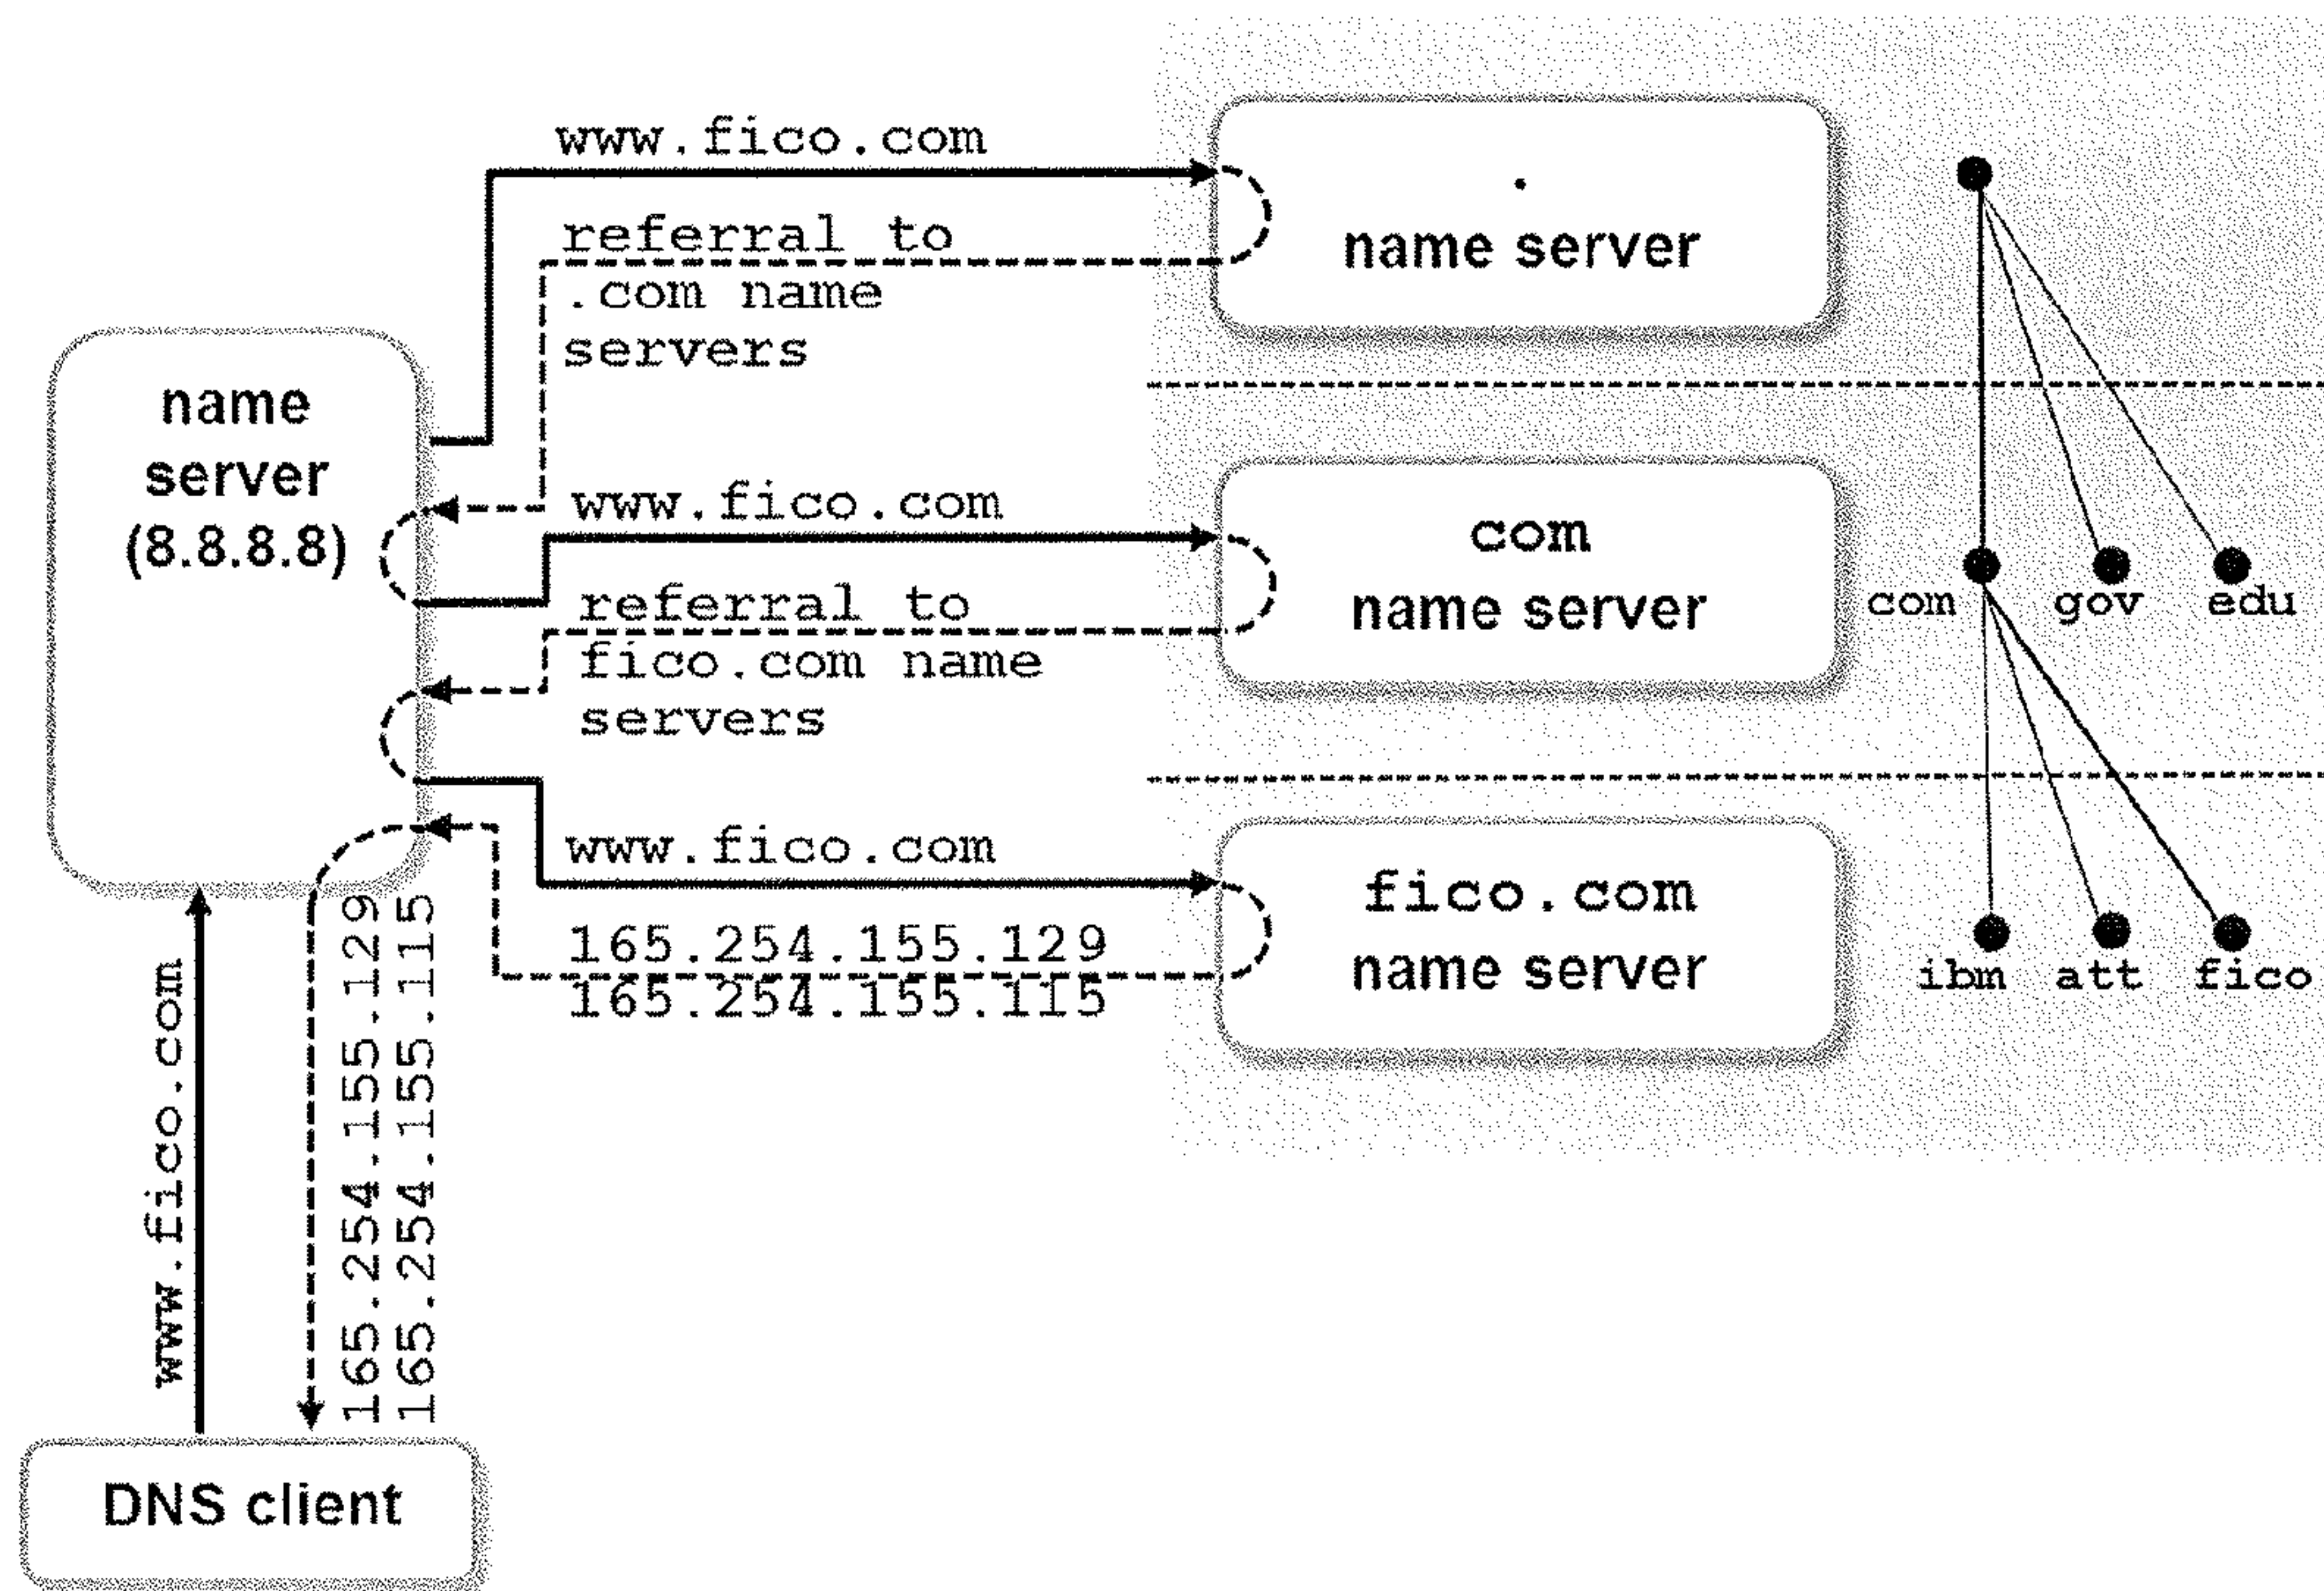 www.fico.com
.
name server
referral to
.com name
servers
name
server
(8.8.8.8)
www.fico.com
com
name server
com
gov
edu
referral to
fico.com name
servers
www.fico.com
fico.com
name server
165.254.155.129
165.254.155.115
ibm
att
fico
www.fico.com
165.254.155.129
165.254.155.115
DNS client